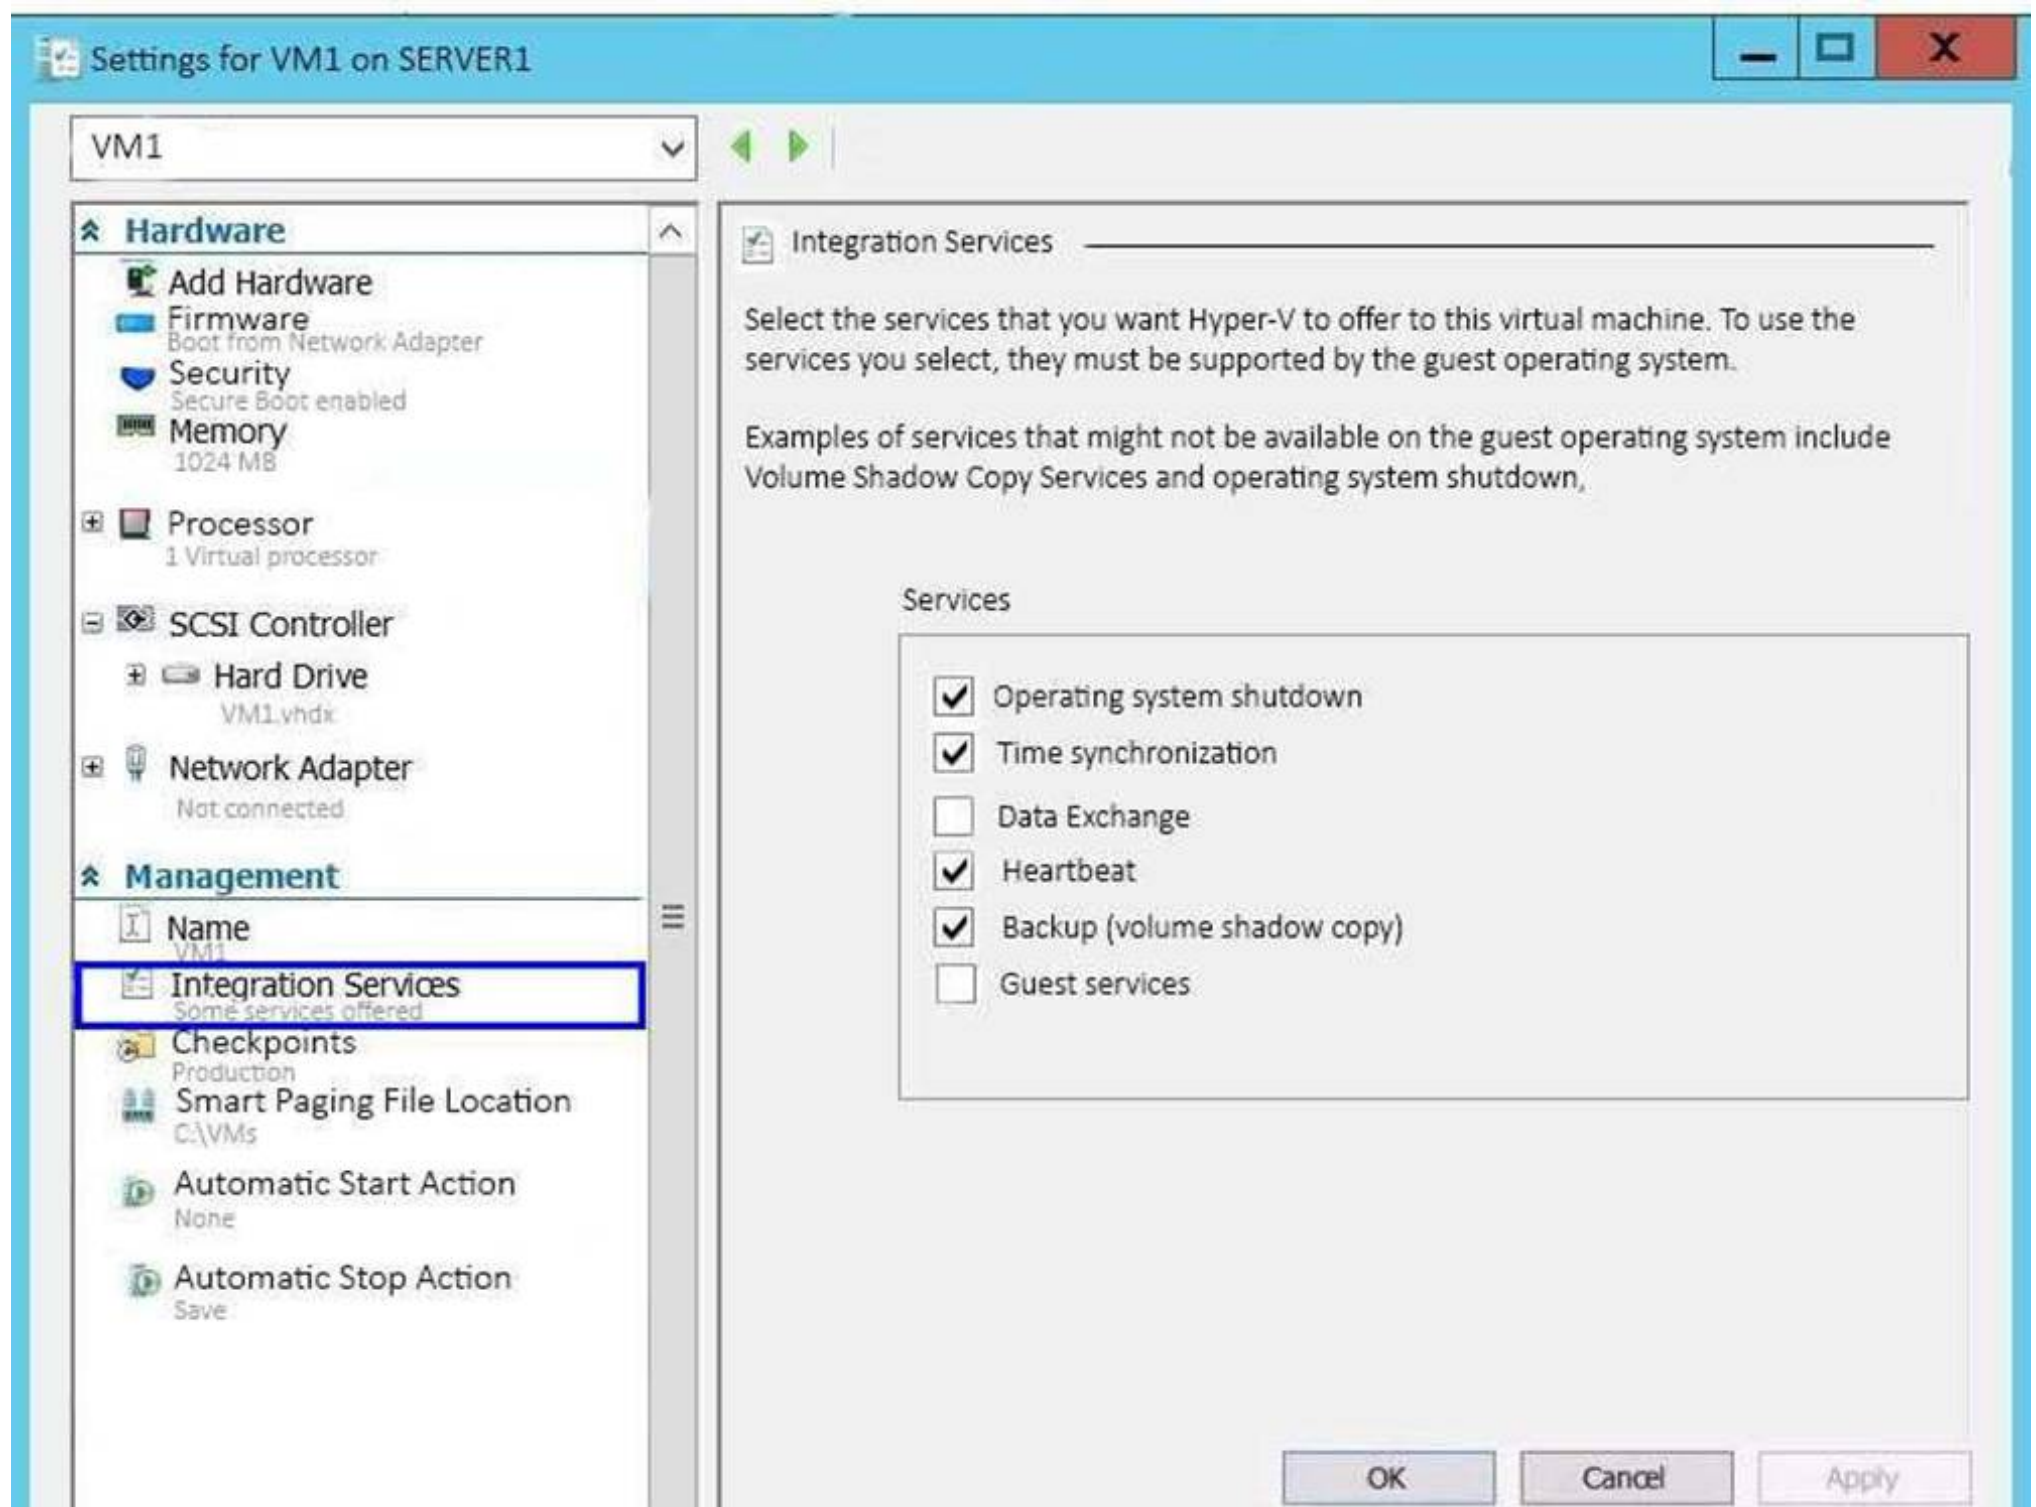 Settings for VM1 on SERVER1
X
VM1
Hardware
Add Hardware
Firmware
Boot from Network Adapter
Security
Secure Boot enabled
Memory
1024 MB
Processor
1 Virtual processor
SCSI Controller
Hard Drive
VM1.vhdx
Network Adapter
Not connected
Management
Name
VM1
Integration Services
Some services offered
Checkpoints
Production
Smart Paging File Location
C:\VMs
Automatic Start Action
None
Automatic Stop Action
Save
Integration Services
Select the services that you want Hyper-V to offer to this virtual machine. To use the
services you select, they must be supported by the guest operating system.
Examples of services that might not be available on the guest operating system include
Volume Shadow Copy Services and operating system shutdown,
Services
Operating system shutdown
Time synchronization
Data Exchange
Heartbeat
Backup (volume shadow copy)
Guest services
OK
Cancel
Apply